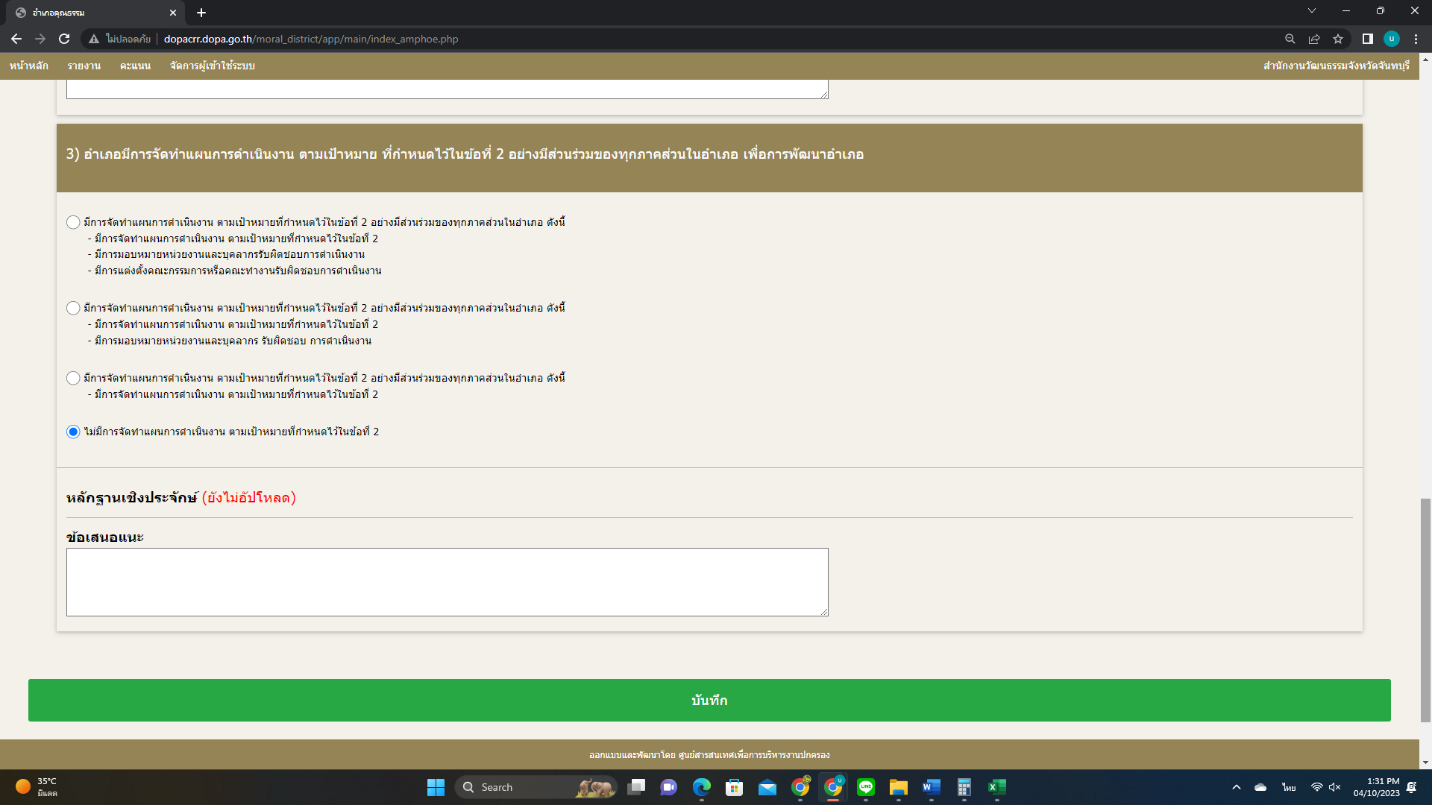 อำเภอคุณธรรม
ไม่ปลอดภัย
dopacrr.dopa.go.th/moral_district/app/main/index_amphoe.php
หน้าหลัก รายงาน คะแนน จัดการผู้เข้าใช้ระบบ สำนักงานวัฒนธรรมจังหวัดจันทบุรี
3) อำเภอมีการจัดทำแผนการดำเนินงาน ตามเป้าหมาย ที่กำหนดไว้ในข้อที่ 2 อย่างมีส่วนร่วมของทุกภาคส่วนในอำเภอ เพื่อการพัฒนาอำเภอ
มีการจัดทำแผนการดำเนินงาน ตามเป้าหมายที่กำหนดไว้ในข้อที่ 2 อย่างมีส่วนร่วมของทุกภาคส่วนในอำเภอ ดังนี้
- มีการจัดทำแผนการดำเนินงาน ตามเป้าหมายที่กำหนดไว้ในข้อที่ 2
- มีการมอบหมายหน่วยงานและบุคลากรรับผิดชอบการดำเนินงาน
- มีการแต่งตั้งคณะกรรมการหรือคณะทำงานรับผิดชอบการดำเนินงาน
มีการจัดทำแผนการดำเนินงาน ตามเป้าหมายที่กำหนดไว้ในข้อที่ 2 อย่างมีส่วนร่วมของทุกภาคส่วนในอำเภอ ดังนี้
- มีการจัดทำแผนการดำเนินงาน ตามเป้าหมายที่กำหนดไว้ในข้อที่ 2
- มีการมอบหมายหน่วยงานและบุคลากร รับผิดชอบ การดำเนินงาน
มีการจัดทำแผนการดำเนินงาน ตามเป้าหมายที่กำหนดไว้ในข้อที่ 2 อย่างมีส่วนร่วมของทุกภาคส่วนในอำเภอ ดังนี้
- มีการจัดทำแผนการดำเนินงาน ตามเป้าหมายที่กำหนดไว้ในข้อที่ 2
ไม่มีการจัดทำแผนการดำเนินงาน ตามเป้าหมายที่กำหนดไว้ในข้อที่ 2
หลักฐานเชิงประจักษ์ (ยังไม่อัปโหลด)
ข้อเสนอแนะ
บันทึก
ออกแบบและพัฒนาโดย ศูนย์สารสนเทศเพื่อการบริหารงานปกครอง
35°C
มีแดด
Search
ไทย
1:31 PM
04/10/2023